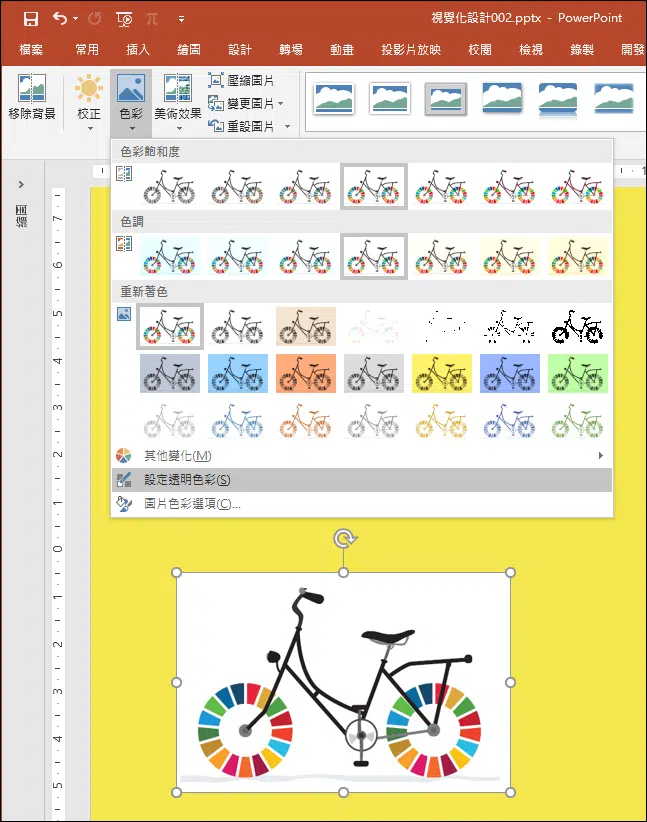 視覺化設計002.pptx - PowerPoint
檔案 常用 插入 繪圖 設計 轉場 動畫 投影片放映 校閱 檢視 錄製 開發
移除背景 校正 色彩 美術效果
壓縮圖片
變更圖片
重設圖片
色彩飽和度
色調
重新著色
其他變化(M)
設定透明色彩(S)
圖片色彩選項(C)...
繪圖
7
6
5
4
3
2
1
0
1
2
3
4
5